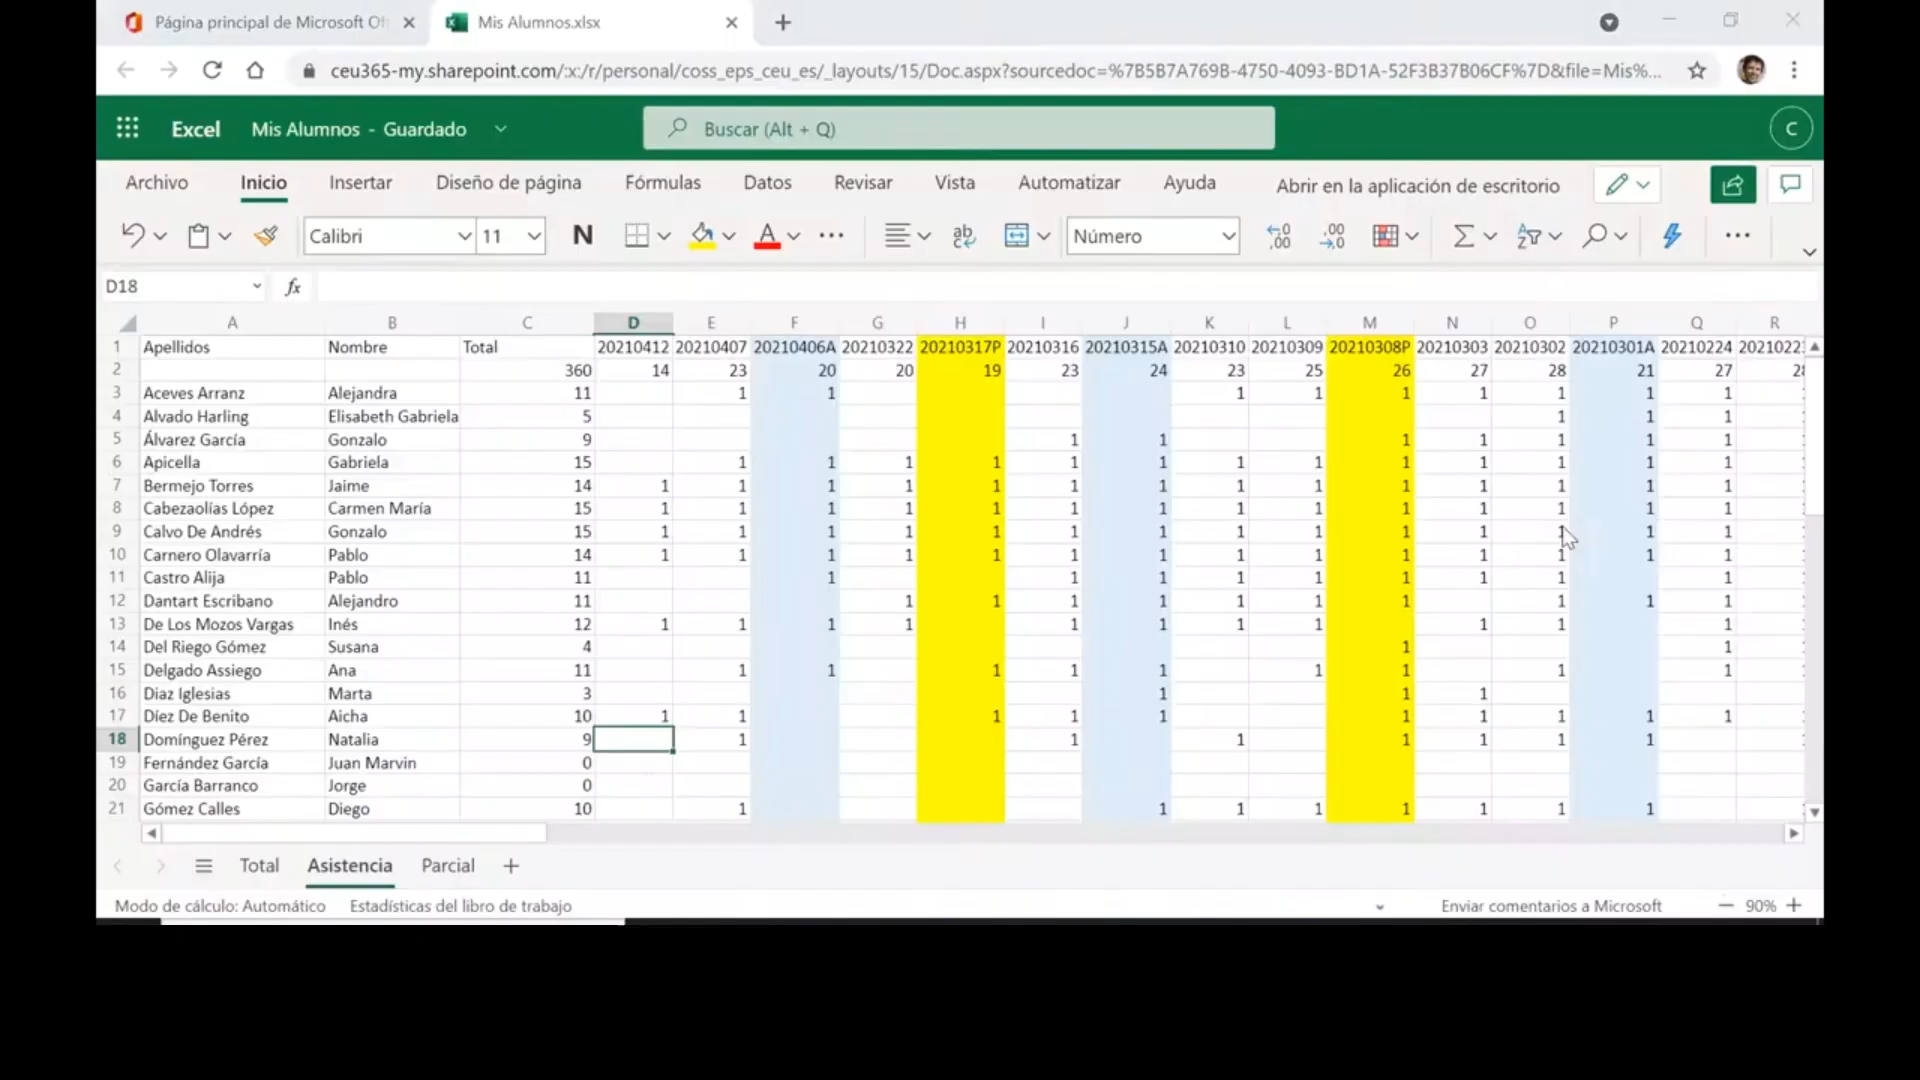 Página principal de Microsoft Of
Mis Alumnos.xlsx
ceu365-my.sharepoint.com/:x:/r/personal/coss_eps_ceu_es/_layouts/15/Doc.aspx?sourcedoc=%7B5B7A769B-4750-4093-BD1A-52F3B37B06CF%7D&file=Mis%...
Excel Mis Alumnos - Guardado Buscar (Alt + Q) C
Archivo Inicio Insertar Diseño de página Fórmulas Datos Revisar Vista Automatizar Ayuda Abrir en la aplicación de escritorio
Calibri 11 N Número
D18 fx
A B C D E F G H I J K L M N O P Q R
1 Apellidos Nombre Total 20210412 20210407 20210406A 20210322 20210317P 20210316 20210315A 20210310 20210309 20210308P 20210303 20210302 20210301A 20210224 2021022
2 360 14 23 20 20 19 23 24 23 25 26 27 28 21 27
3 Aceves Arranz Alejandra 11 1 1 1 1 1 1 1 1 1
4 Alvado Harling Elisabeth Gabriela 5 1 1 1
5 Álvarez García Gonzalo 9 1 1 1 1 1 1 1
6 Apicella Gabriela 15 1 1 1 1 1 1 1 1 1 1 1 1 1
7 Bermejo Torres Jaime 14 1 1 1 1 1 1 1 1 1 1 1 1 1 1
8 Cabezaolías López Carmen María 15 1 1 1 1 1 1 1 1 1 1 1 1 1 1
9 Calvo De Andrés Gonzalo 15 1 1 1 1 1 1 1 1 1 1 1 1 1 1
10 Carnero Olavarría Pablo 14 1 1 1 1 1 1 1 1 1 1 1 1 1 1
11 Castro Alija Pablo 11 1 1 1 1 1 1 1 1 1
12 Dantart Escribano Alejandro 11 1 1 1 1 1 1 1 1 1 1
13 De Los Mozos Vargas Inés 12 1 1 1 1 1 1 1 1 1 1 1
14 Del Riego Gómez Susana 4 1 1
15 Delgado Assiego Ana 11 1 1 1 1 1 1 1 1 1
16 Diaz Iglesias Marta 3 1 1 1
17 Díez De Benito Aicha 10 1 1 1 1 1 1 1 1 1 1
18 Domínguez Pérez Natalia 9 1 1 1 1 1 1 1
19 Fernández García Juan Marvin 0
20 García Barranco Jorge 0
21 Gómez Calles Diego 10 1 1 1 1 1 1 1 1
Total Asistencia Parcial
Modo de cálculo: Automático Estadísticas del libro de trabajo Enviar comentarios a Microsoft 90%